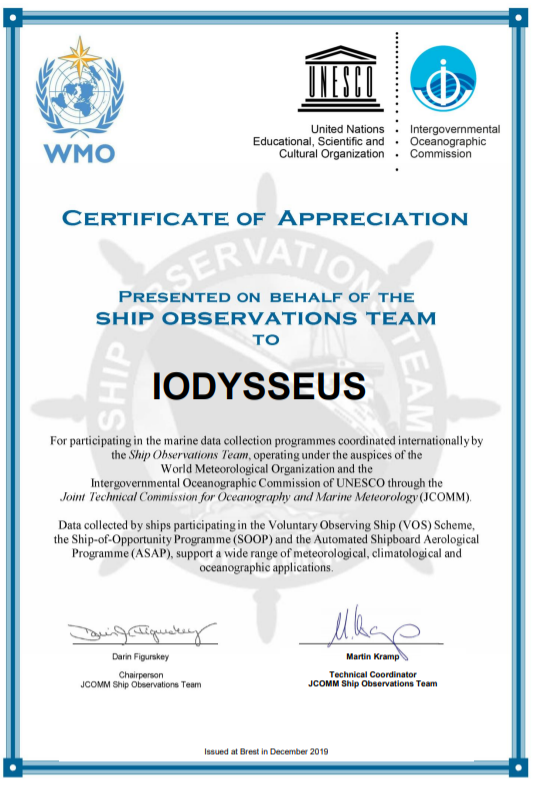 WMO
UNESCO
United Nations
Educational, Scientific and
Cultural Organization
Intergovernmental
Oceanographic
Commission
CERTIFICATE OF APPRECIATION
PRESENTED ON BEHALF OF THE
SHIP OBSERVATIONS TEAM
TO
SHIP OBSERVATIONS TEAM
IODYSSEUS
For participating in the marine data collection programmes coordinated internationally by
the Ship Observations Team, operating under the auspices of the
World Meteorological Organization and the
Intergovernmental Oceanographic Commission of UNESCO through the
Joint Technical Commission for Oceanography and Marine Meteorology (JCOMM).
Data collected by ships participating in the Voluntary Observing Ship (VOS) Scheme,
the Ship-of-Opportunity Programme (SOOP) and the Automated Shipboard Aerological
Programme (ASAP), support a wide range of meteorological, climatological and
oceanographic applications.
Darin Figurskey
Chairperson
JCOMM Ship Observations Team
Martin Kramp
Technical Coordinator
JCOMM Ship Observations Team
Issued at Brest in December 2019